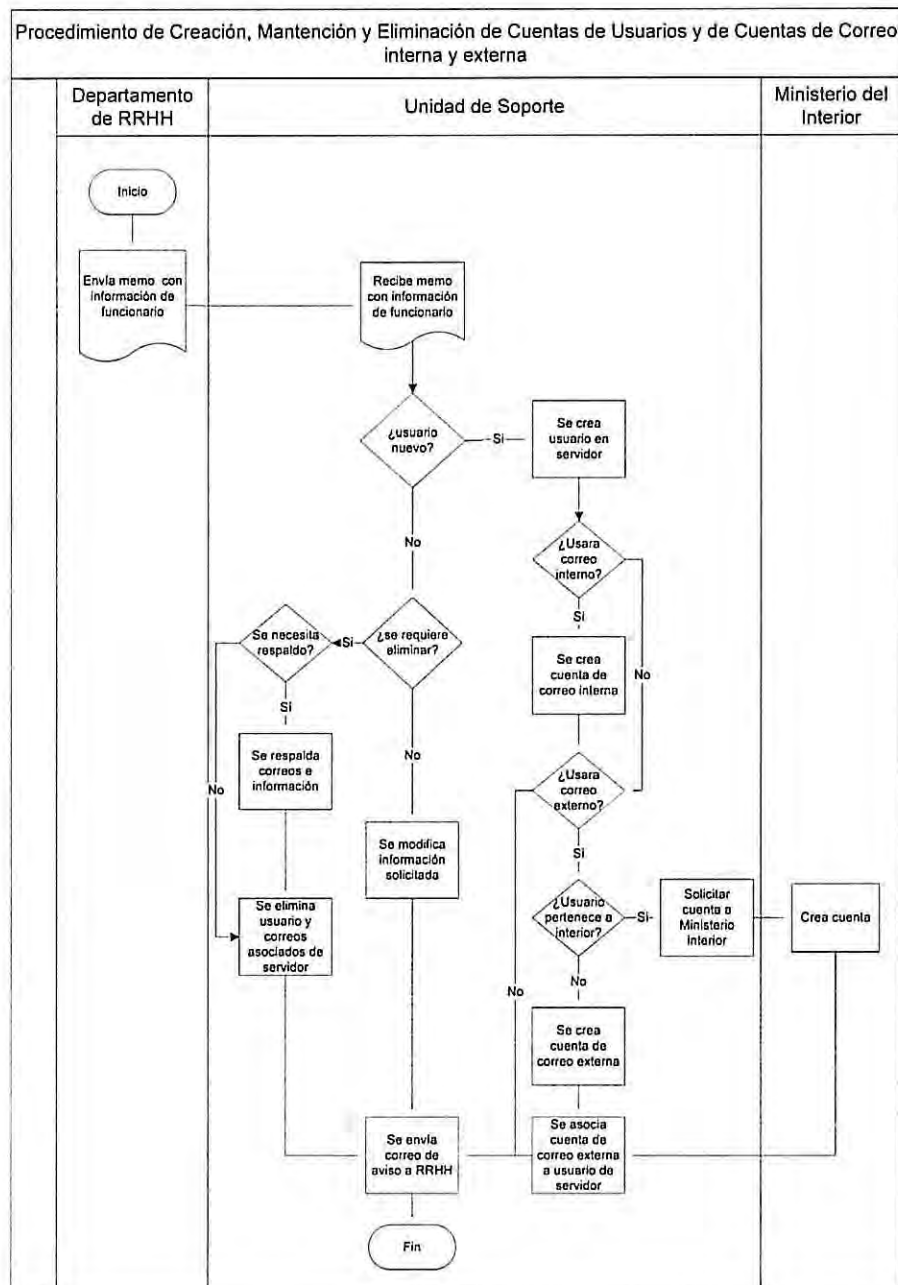 Procedimiento de Creación, Mantención y Eliminación de Cuentas de Usuarios y de Cuentas de Correo
interna y externa
Departamento
de RRHH
Unidad de Soporte
Ministerio del
Interior
Inicio
Envía memo con
información de
funcionario
Recibe memo
con información
de funcionario
¿usuario
nuevo?
Si
Se crea
usuario en
servidor
No
¿Usara
correo
interno?
Si
No
Se crea
cuenta de
correo interna
¿se requiere
eliminar?
Si
Se necesita
respaldo?
Si
No
Se respalda
correos e
información
No
Se modifica
información
solicitada
Se elimina
usuario y
correos
asociados de
servidor
¿Usara
correo
externo?
Si
No
¿Usuario
pertenece a
interior?
Si
Solicitar
cuenta a
Ministerio
Interior
Crea cuenta
No
Se crea
cuenta de
correo externa
Se asocia
cuenta de
correo externa
a usuario de
servidor
Se envía
correo de
aviso a RRHH
Fin